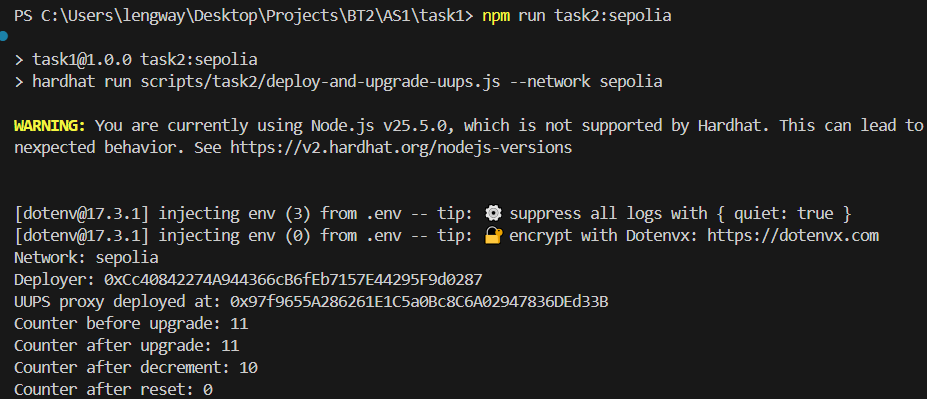 PS C:\Users\lengway\Desktop\Projects\BT2\AS1\task1> npm run task2:sepolia
> task1@1.0.0 task2:sepolia
> hardhat run scripts/task2/deploy-and-upgrade-uups.js --network sepolia
WARNING: You are currently using Node.js v25.5.0, which is not supported by Hardhat. This can lead to
nexpected behavior. See https://v2.hardhat.org/nodejs-versions
[dotenv@17.3.1] injecting env (3) from .env -- tip: ⚙️ suppress all logs with { quiet: true }
[dotenv@17.3.1] injecting env (0) from .env -- tip: 🔐 encrypt with Dotenvx: https://dotenvx.com
Network: sepolia
Deployer: 0xCc40842274A944366cB6fEb7157E44295F9d0287
UUPS proxy deployed at: 0x97f9655A286261E1C5a0Bc8C6A02947836DEd33B
Counter before upgrade: 11
Counter after upgrade: 11
Counter after decrement: 10
Counter after reset: 0